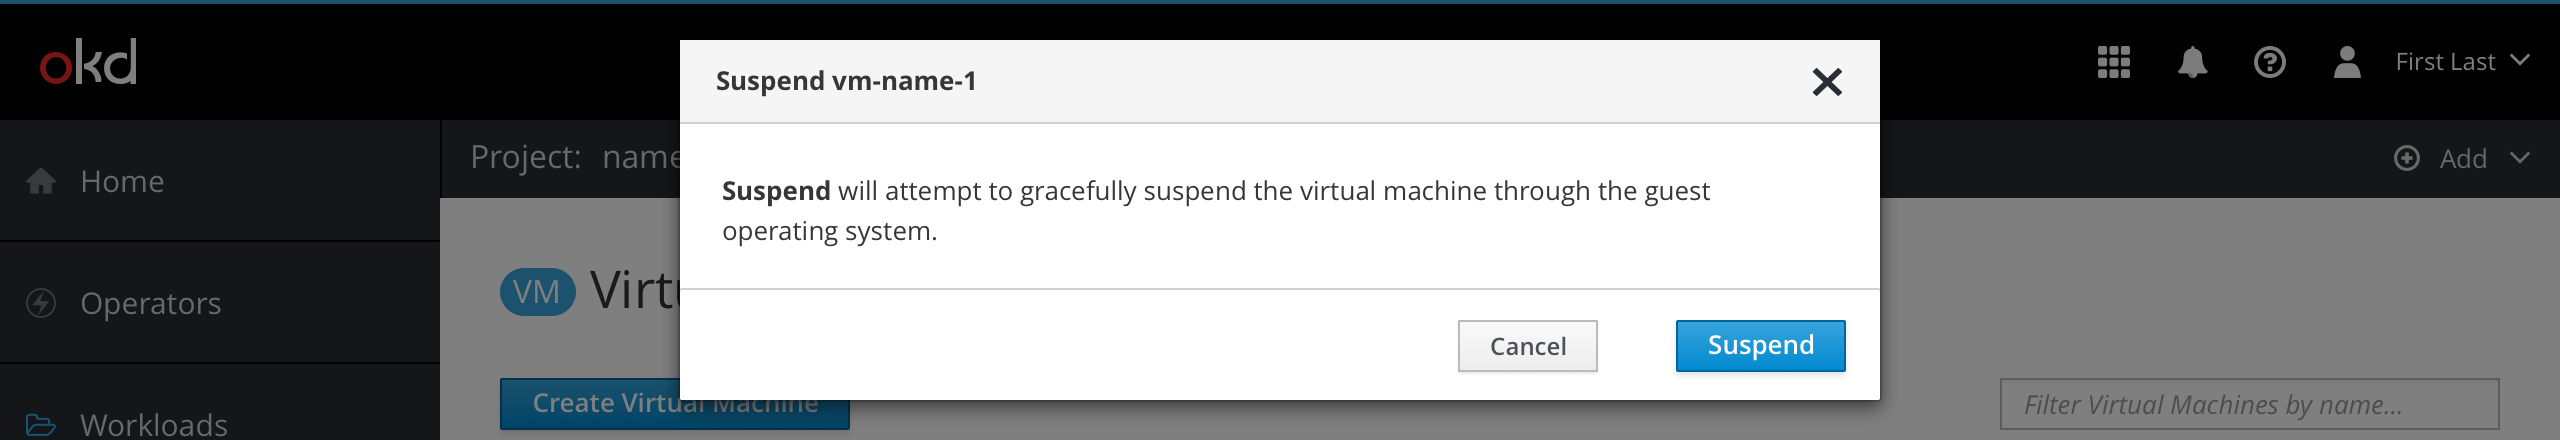 okd
First Last
Suspend vm-name-1
Home
Project: name
Add
Suspend will attempt to gracefully suspend the virtual machine through the guest
operating system.
Operators
VM Virtu
Cancel
Suspend
Create Virtual Machine
Filter Virtual Machines by name...
Workloads